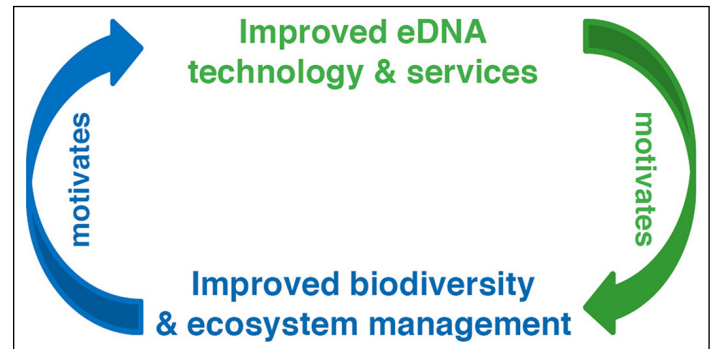 Improved eDNA
technology & services
motivates
motivates
Improved biodiversity
& ecosystem management